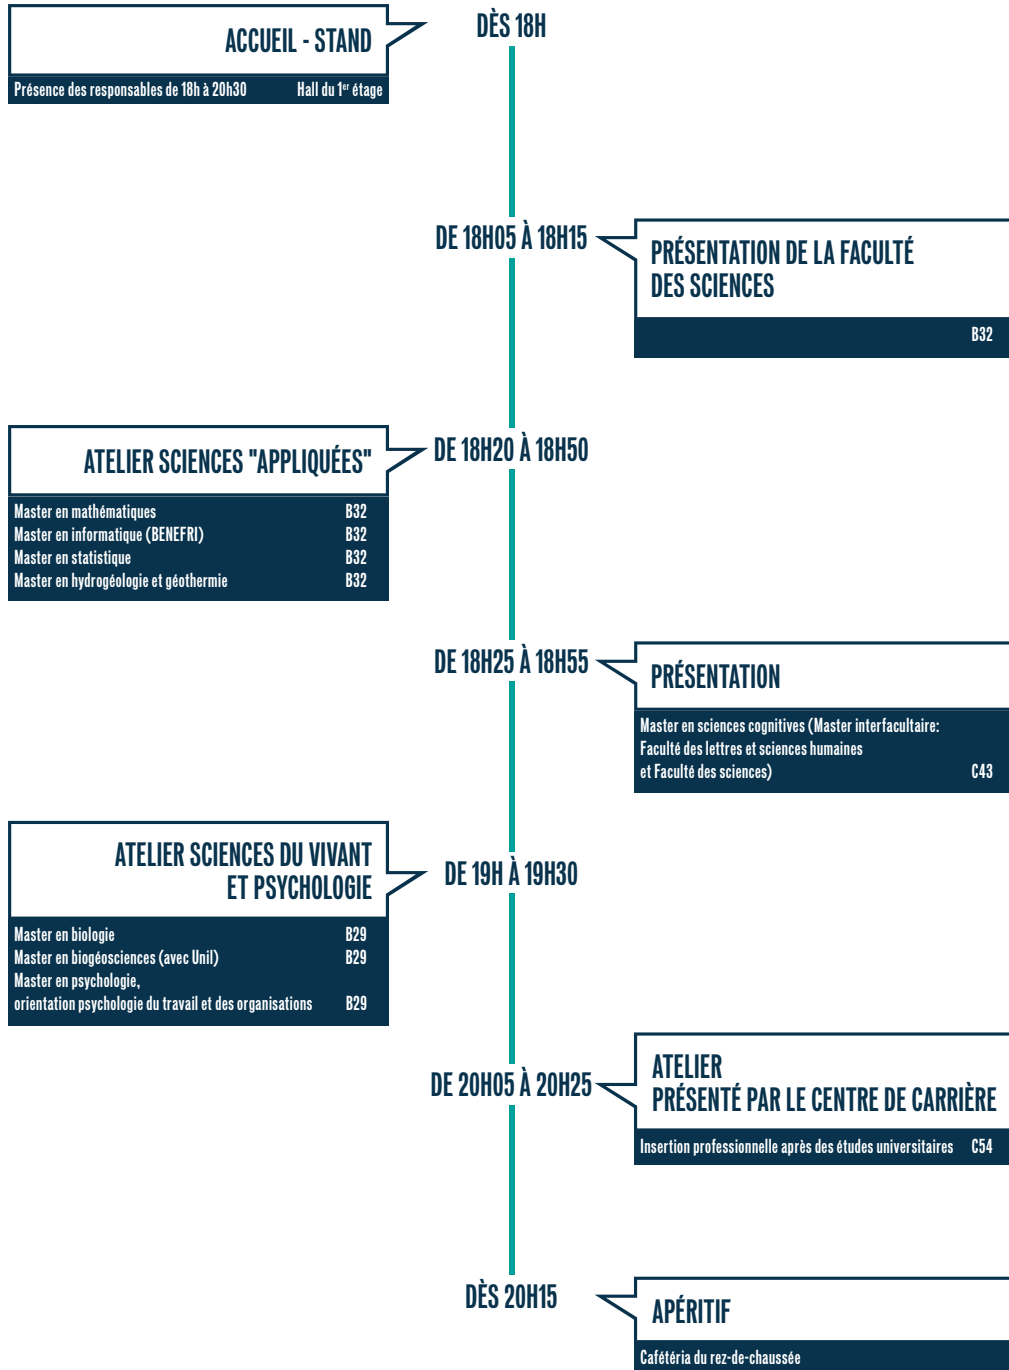 DÈS 18H
ACCUEIL - STAND
Présence des responsables de 18h à 20h30 Hall du 1er étage
DE 18H05 À 18H15
PRÉSENTATION DE LA FACULTÉ
DES SCIENCES
B32
DE 18H20 À 18H50
ATELIER SCIENCES "APPLIQUÉES"
Master en mathématiques B32
Master en informatique (BENEFRI) B32
Master en statistique B32
Master en hydrogéologie et géothermie B32
DE 18H25 À 18H55
PRÉSENTATION
Master en sciences cognitives (Master interfacultaire:
Faculté des lettres et sciences humaines
et Faculté des sciences) C43
DE 19H À 19H30
ATELIER SCIENCES DU VIVANT
ET PSYCHOLOGIE
Master en biologie B29
Master en biogéosciences (avec Unil) B29
Master en psychologie,
orientation psychologie du travail et des organisations B29
DE 20H05 À 20H25
ATELIER
PRÉSENTÉ PAR LE CENTRE DE CARRIÈRE
Insertion professionnelle après des études universitaires C54
DÈS 20H15
APÉRITIF
Cafétéria du rez-de-chaussée